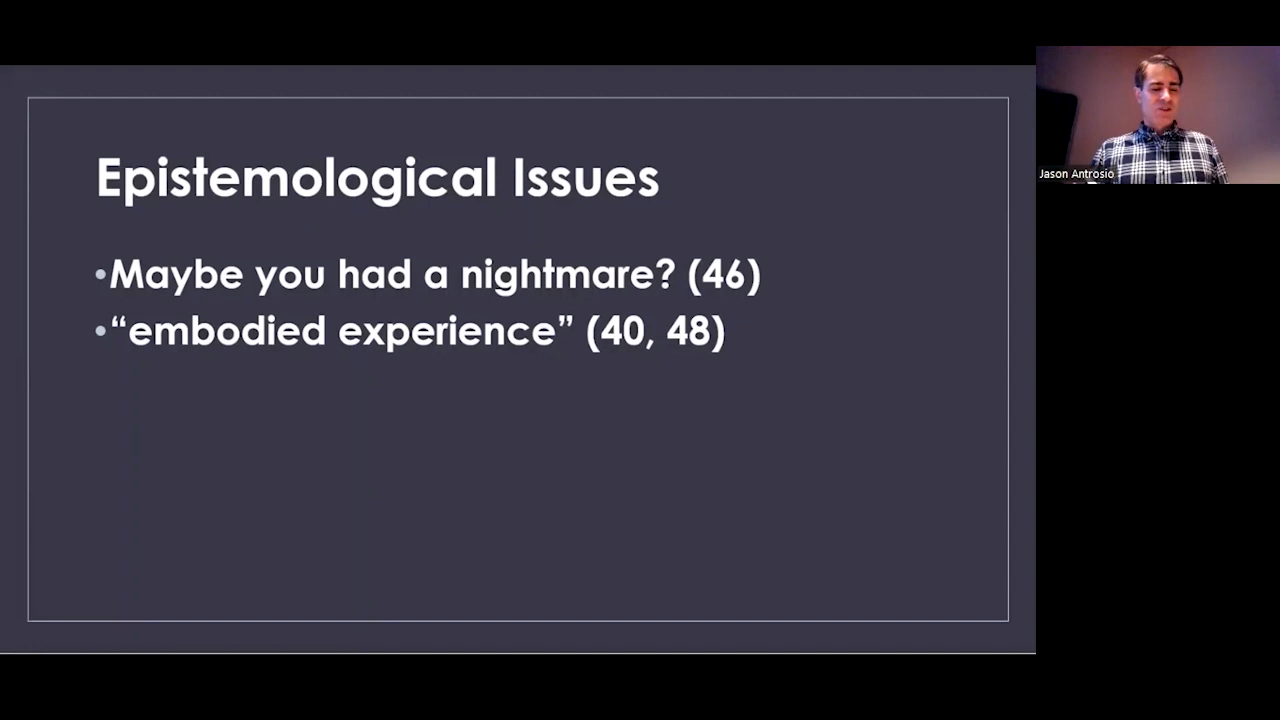 Epistemological Issues
•Maybe you had a nightmare? (46)
•“embodied experience” (40, 48)
Jason Antrosio